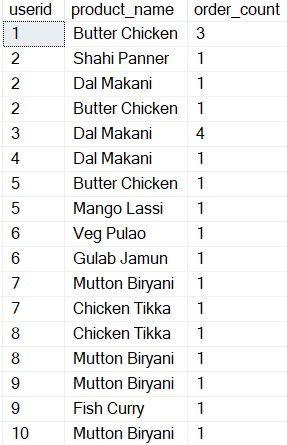 userid product_name order_count
1 Butter Chicken 3
2 Shahi Panner 1
2 Dal Makani 1
2 Butter Chicken 1
3 Dal Makani 4
4 Dal Makani 1
5 Butter Chicken 1
5 Mango Lassi 1
6 Veg Pulao 1
6 Gulab Jamun 1
7 Mutton Biryani 1
7 Chicken Tikka 1
8 Chicken Tikka 1
8 Mutton Biryani 1
9 Mutton Biryani 1
9 Fish Curry 1
10 Mutton Biryani 1